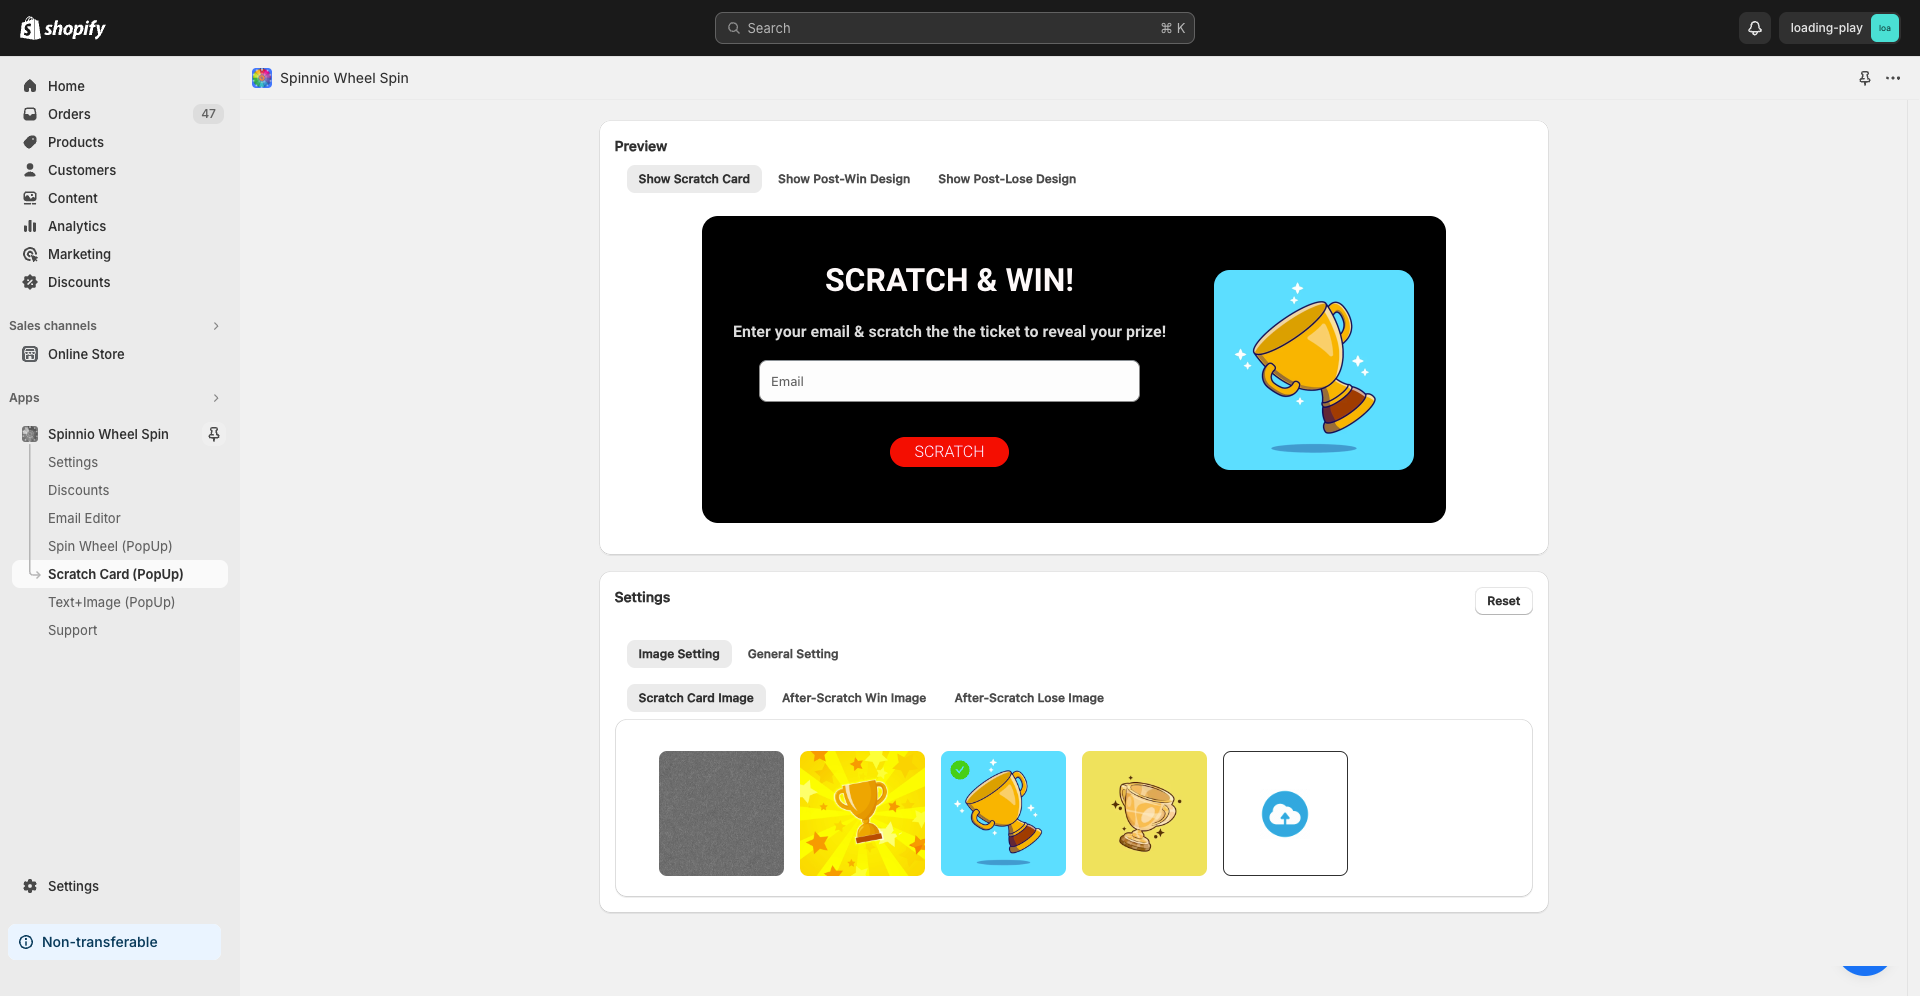 shopify
Search
⌘ K
loading-play
loa
Home
Orders
47
Products
Customers
Content
Analytics
Marketing
Discounts
Sales channels
Online Store
Apps
Spinnio Wheel Spin
Settings
Discounts
Email Editor
Spin Wheel (PopUp)
Scratch Card (PopUp)
Text+Image (PopUp)
Support
Settings
Non-transferable
Spinnio Wheel Spin
Preview
Show Scratch Card Show Post-Win Design Show Post-Lose Design
SCRATCH & WIN!
Enter your email & scratch the the ticket to reveal your prize!
Email
SCRATCH
Settings
Reset
Image Setting General Setting
Scratch Card Image After-Scratch Win Image After-Scratch Lose Image